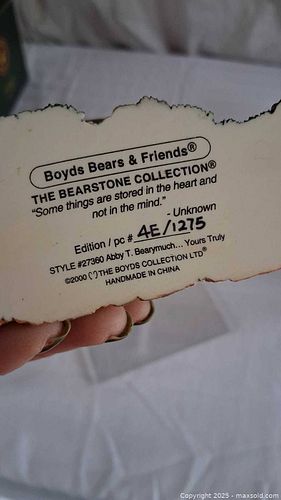 Boyds Bears & Friends®
THE BEARSTONE COLLECTION®
"Some things are stored in the heart and
not in the mind."
- Unknown
Edition / pc # 4E/1275
STYLE #27360 Abby T. Bearymuch... Yours Truly
©2000 THE BOYDS COLLECTION LTD®
HANDMADE IN CHINA
Copyright 2025 - maxsold.com